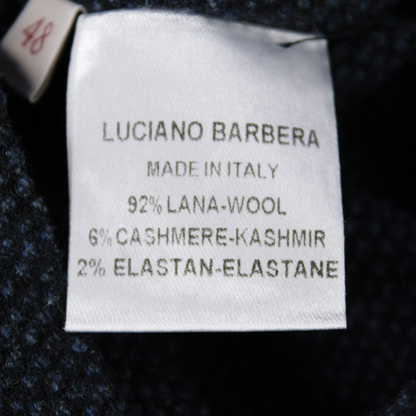 48
LUCIANO BARBERA
MADE IN ITALY
92% LANA-WOOL
6% CASHMERE-KASHMIR
2% ELASTAN-ELASTANE